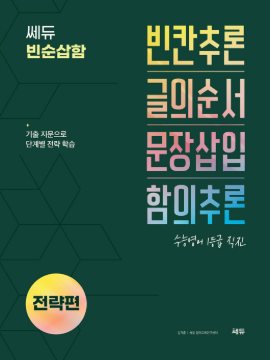 쎄듀
빈순삽함
빈칸추론
글의순서
문장삽입
함의추론
기출 지문으로
단계별 전략 학습
수능영어 1등급 직진
전략편
쎄듀